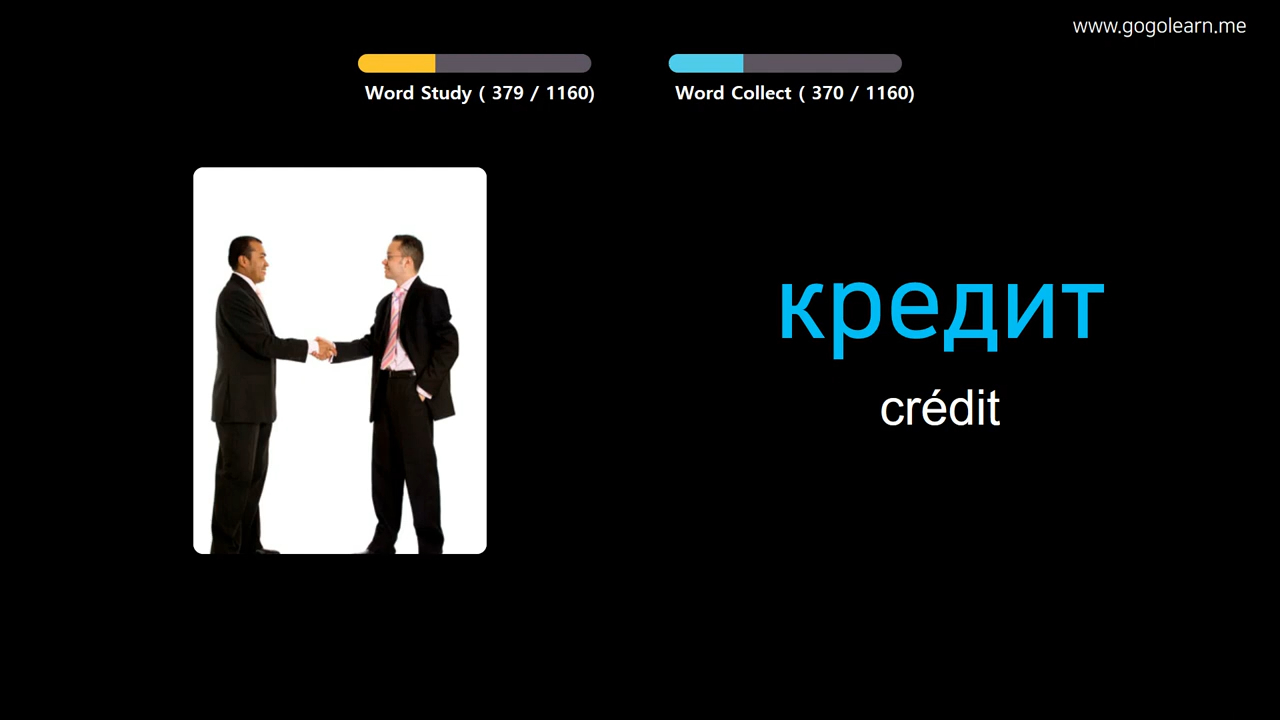 www.gogolearn.me
Word Study ( 379 / 1160)
Word Collect ( 370 / 1160)
кредит
crédit